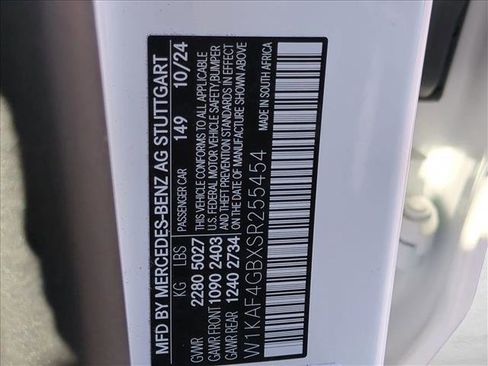 MFD BY MERCEDES-BENZ AG STUTTGART
PASSENGER CAR 149 10/24
KG LBS
GVWR 2280 5027
GAWR FRONT 1090 2403
GAWR REAR 1240 2734
THIS VEHICLE CONFORMS TO ALL APPLICABLE
U.S. FEDERAL MOTOR VEHICLE SAFETY, BUMPER
AND THEFT PREVENTION STANDARDS IN EFFECT
ON THE DATE OF MANUFACTURE SHOWN ABOVE
W1KAF4GBXSR255454
MADE IN SOUTH AFRICA